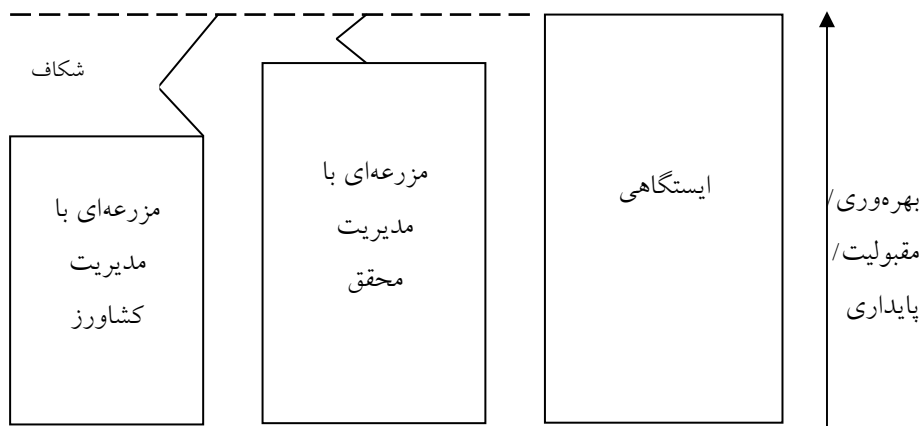 شکاف
ایستگاهی
مزرعه‌ای با
مدیریت
محقق
مزرعه‌ای با
مدیریت
کشاورز
بهره‌وری/
مقبولیت/
پایداری